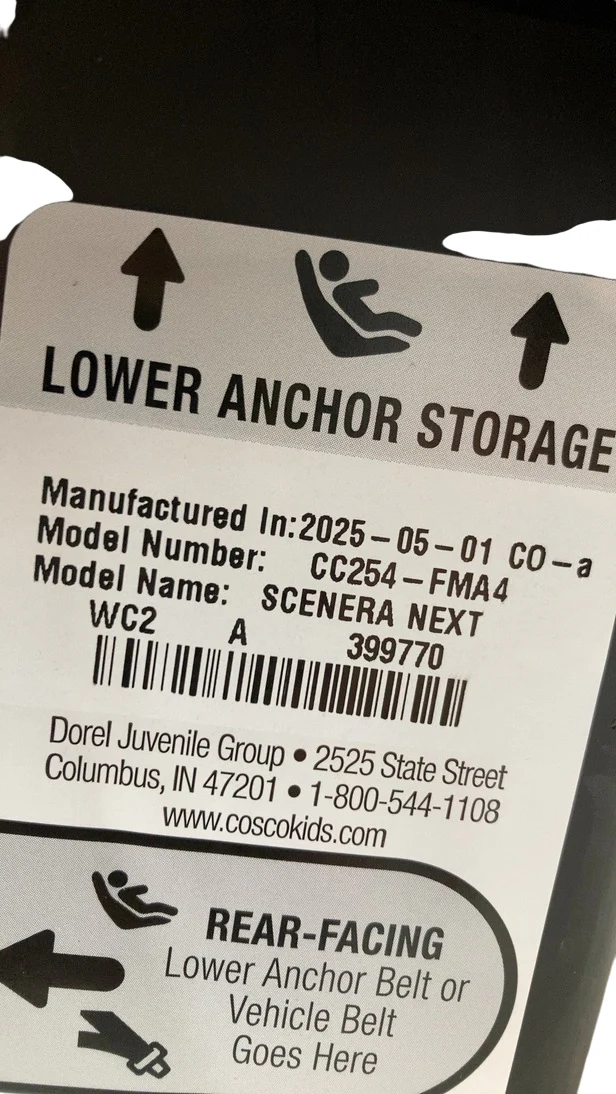 LOWER ANCHOR STORAGE
Manufactured In:2025-05-01 CO-a
Model Number: CC254-FMA4
Model Name: SCENERA NEXT
WC2 A 399770
Dorel Juvenile Group • 2525 State Street
Columbus, IN 47201 • 1-800-544-1108
www.coscokids.com
REAR-FACING
Lower Anchor Belt or
Vehicle Belt
Goes Here